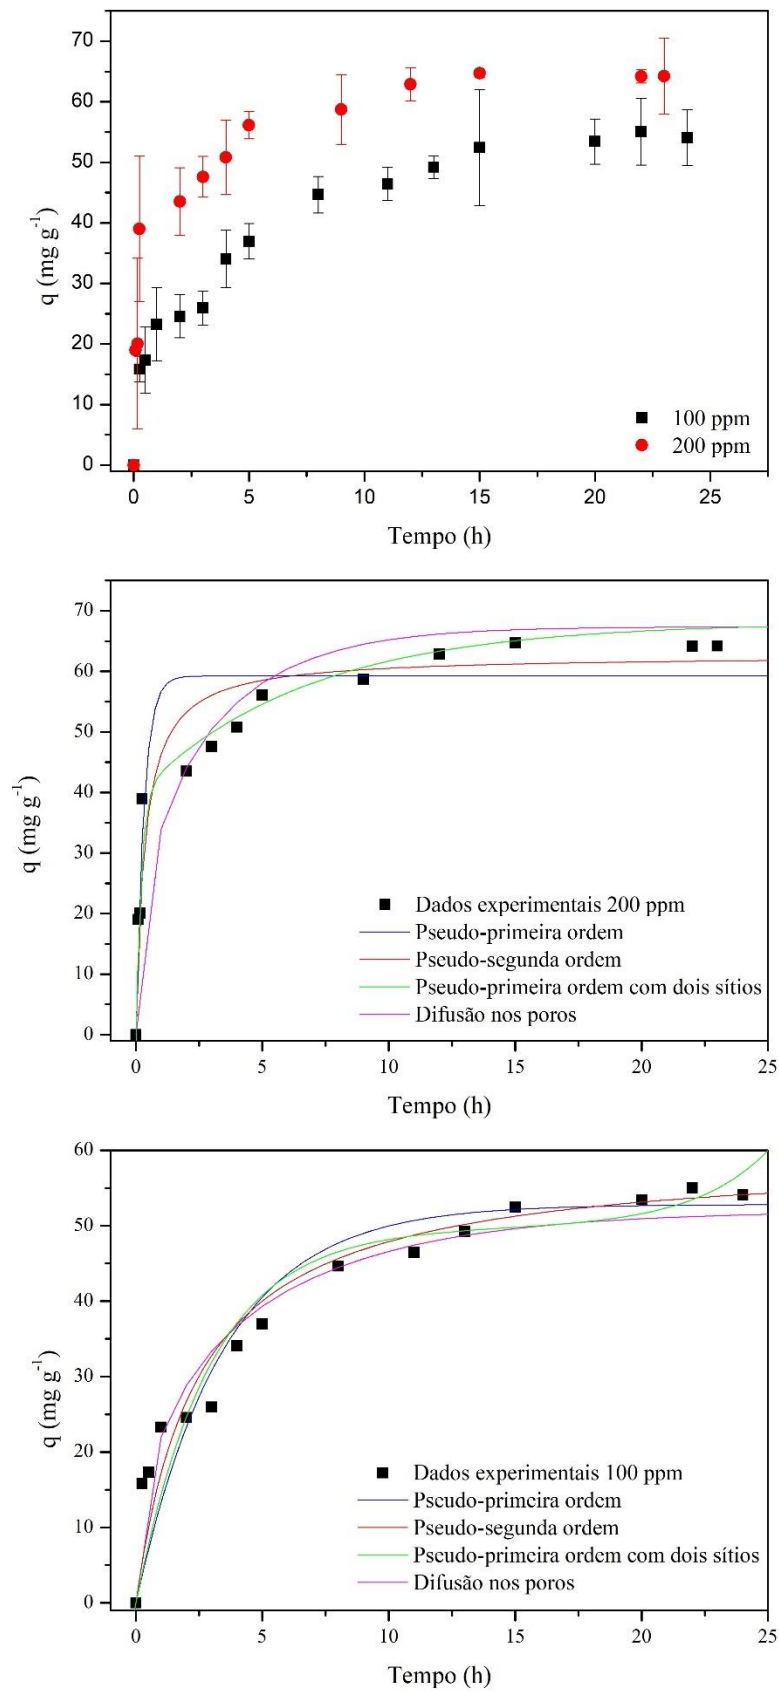 70
60
50
40
30
20
10
0
q (mg g-1)
100 ppm
200 ppm
0 5 10 15 20 25
Tempo (h)
70
60
50
40
30
20
10
0
q (mg g-1)
Dados experimentais 200 ppm
Pseudo-primeira ordem
Pseudo-segunda ordem
Pseudo-primeira ordem com dois sítios
Difusão nos poros
0 5 10 15 20 25
Tempo (h)
60
50
40
30
20
10
0
q (mg g-1)
Dados experimentais 100 ppm
Pseudo-primeira ordem
Pseudo-segunda ordem
Pseudo-primeira ordem com dois sítios
Difusão nos poros
0 5 10 15 20 25
Tempo (h)